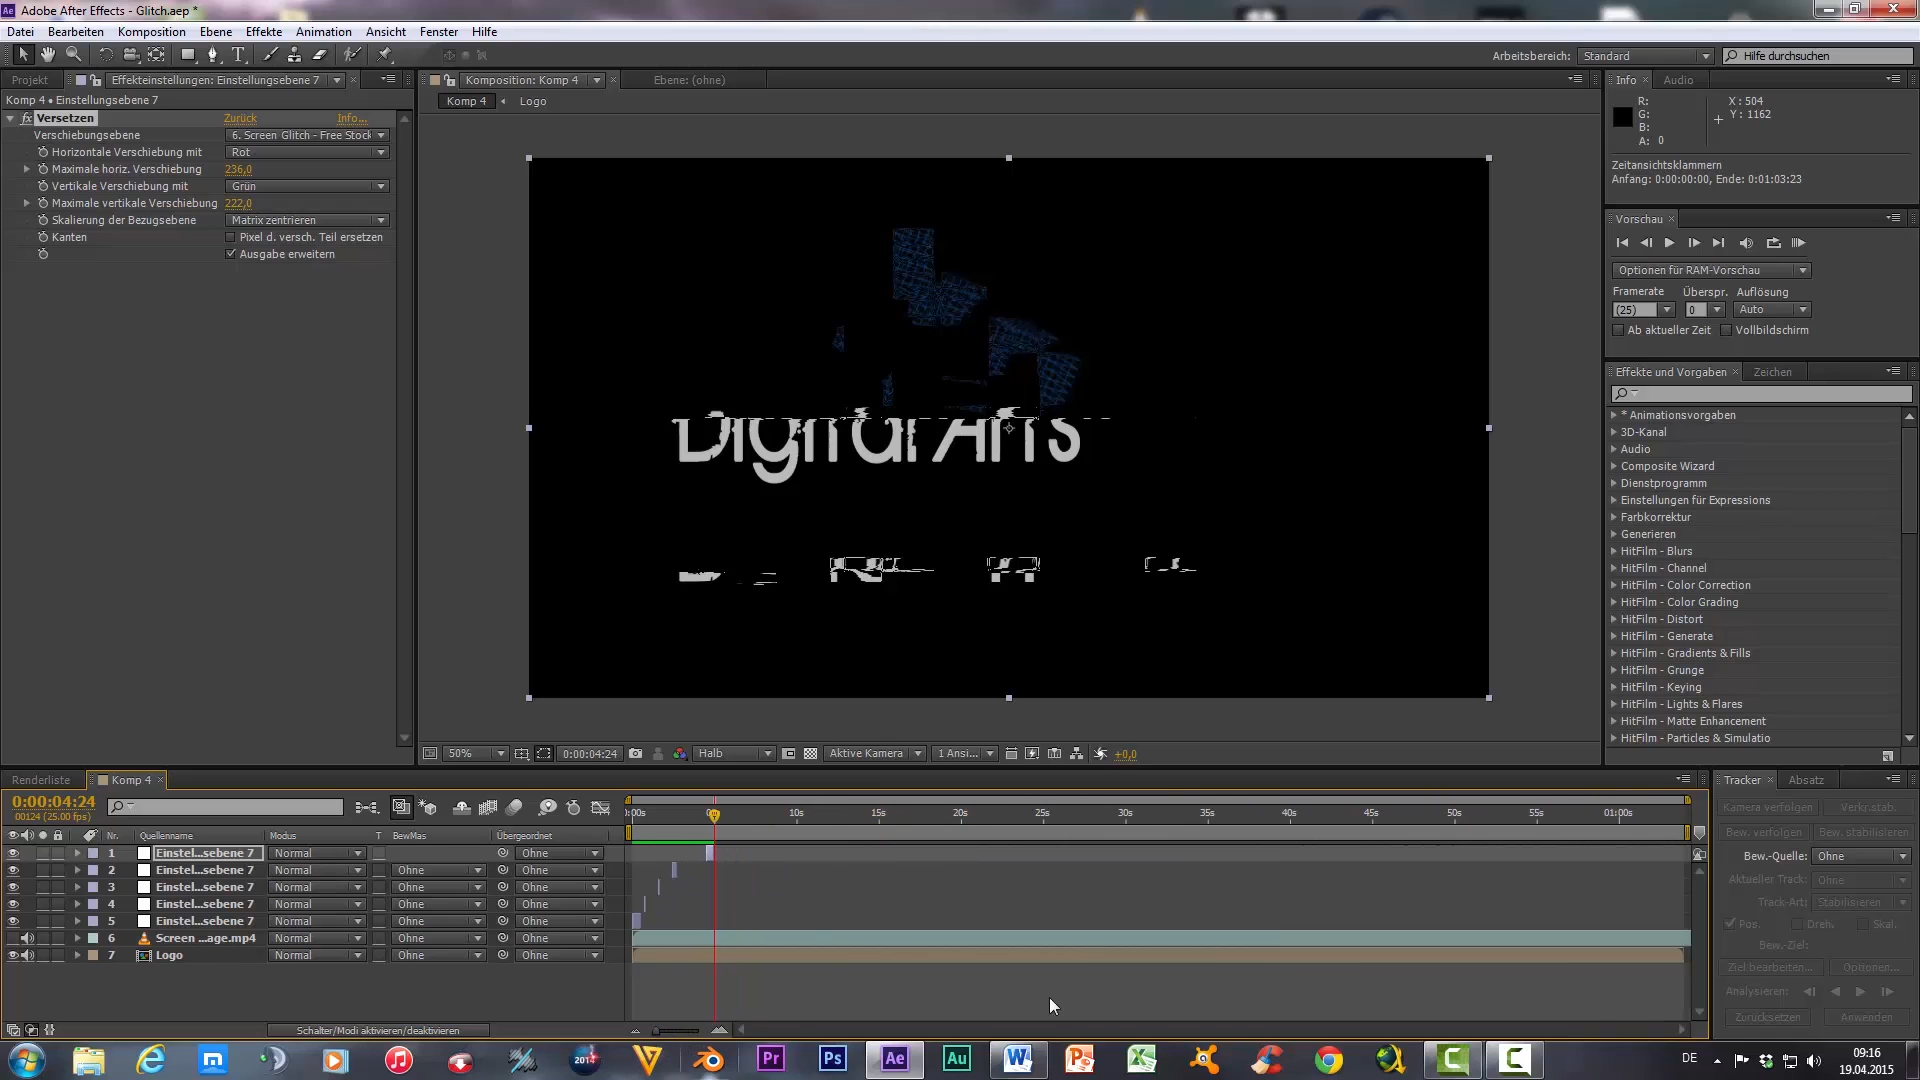 Adobe After Effects - Glitch.aep *
Datei Bearbeiten Komposition Ebene Effekte Animation Ansicht Fenster Hilfe
Arbeitsbereich: Standard Hilfe durchsuchen
Projekt Effekteinstellungen: Einstellungsebene 7 Komposition: Komp 4 Ebene: (ohne) Info Audio
Komp 4 • Einstellungsebene 7
Komp 4 Logo
fx Versetzen Zurück Info...
Verschiebungsebene 6. Screen Glitch - Free Stock
Horizontale Verschiebung mit Rot
Maximale horiz. Verschiebung 236,0
Vertikale Verschiebung mit Grün
Maximale vertikale Verschiebung 222,0
Skalierung der Bezugsebene Matrix zentrieren
Kanten Pixel d. versch. Teil ersetzen
Ausgabe erweitern
Digital Arts
R:
G:
B:
A: 0
X : 504
Y : 1162
Zeitansichtsklammern
Anfang: 0:00:00:00, Ende: 0:01:03:23
Vorschau
Optionen für RAM-Vorschau
Framerate Überspr. Auflösung
(25) 0 Auto
Ab aktueller Zeit Vollbildschirm
Effekte und Vorgaben Zeichen
* Animationsvorgaben
3D-Kanal
Audio
Composite Wizard
Dienstprogramm
Einstellungen für Expressions
Farbkorrektur
Generieren
HitFilm - Blurs
HitFilm - Channel
HitFilm - Color Correction
HitFilm - Color Grading
HitFilm - Distort
HitFilm - Generate
HitFilm - Gradients & Fills
HitFilm - Grunge
HitFilm - Keying
HitFilm - Lights & Flares
HitFilm - Matte Enhancement
HitFilm - Particles & Simulatio
50% 0:00:04:24 Halb Aktive Kamera 1 Ansi... +0,0
Renderliste Komp 4
0:00:04:24
00124 (25.00 fps)
10s 15s 20s 25s 30s 35s 40s 45s 50s 55s 01:00s
Nr. Quellenname Modus T BewMas Übergeordnet
1 Einstel...sebene 7 Normal Ohne
2 Einstel...sebene 7 Normal Ohne Ohne
3 Einstel...sebene 7 Normal Ohne Ohne
4 Einstel...sebene 7 Normal Ohne Ohne
5 Einstel...sebene 7 Normal Ohne Ohne
6 Screen ...age.mp4 Normal Ohne Ohne
7 Logo Normal Ohne Ohne
Schalter/Modi aktivieren/deaktivieren
Tracker Absatz
Kamera verfolgen Verkr.stab.
Bew. verfolgen Bew. stabilisieren
Bew.-Quelle: Ohne
Aktueller Track: Ohne
Track-Art: Stabilisieren
Pos. Dreh. Skal.
Bew.-Ziel:
Ziel bearbeiten... Optionen...
Analysieren:
Zurücksetzen Anwenden
2014 Pr Ps Ae Au
DE
09:16
19.04.2015